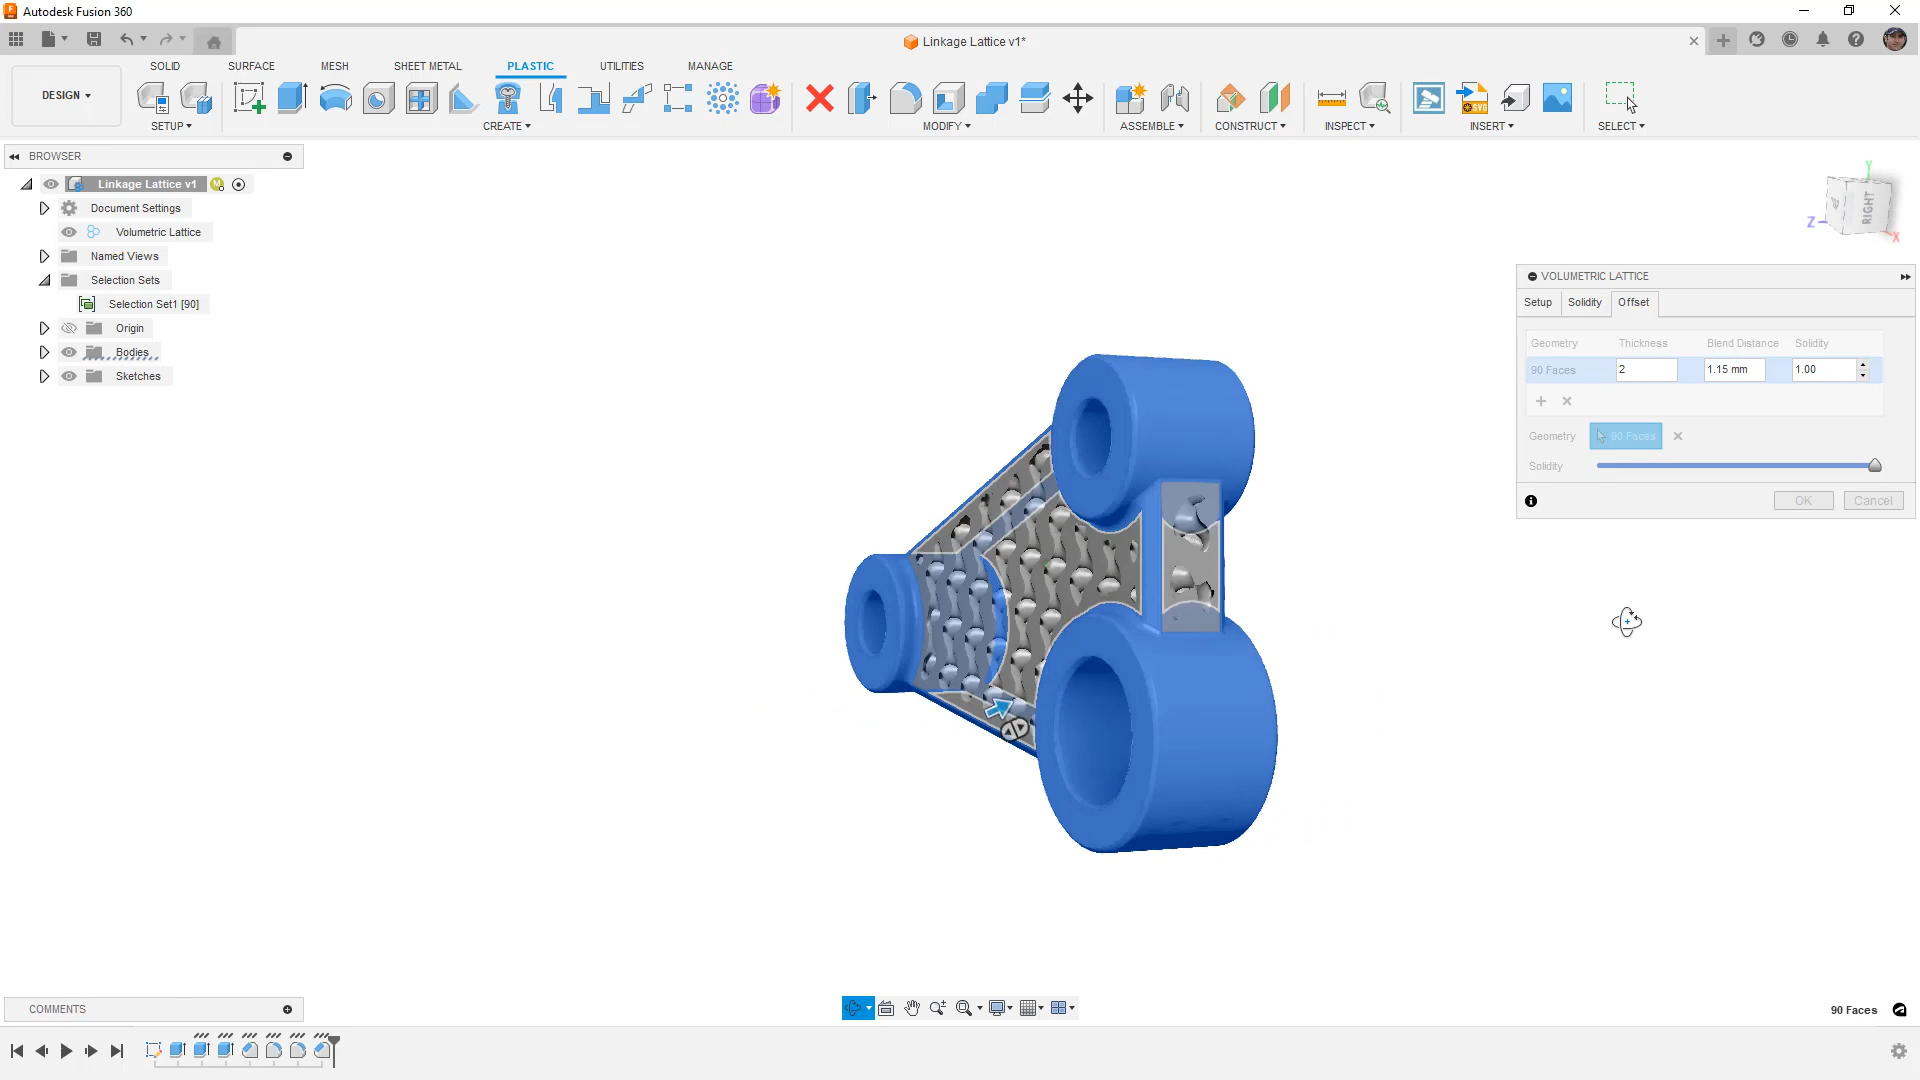 Autodesk Fusion 360
Linkage Lattice v1*
SOLID SURFACE MESH SHEET METAL PLASTIC UTILITIES MANAGE
DESIGN
SETUP CREATE MODIFY ASSEMBLE CONSTRUCT INSPECT INSERT SELECT
SVG
BROWSER
Linkage Lattice v1
M
Document Settings
Volumetric Lattice
Named Views
Selection Sets
Selection Set1 [90]
Origin
Bodies
Sketches
Y
RIGHT
Z
X
VOLUMETRIC LATTICE
Setup Solidity Offset
Geometry Thickness Blend Distance Solidity
90 Faces 2 1.15 mm 1.00
Geometry 90 Faces
Solidity
OK Cancel
COMMENTS
90 Faces